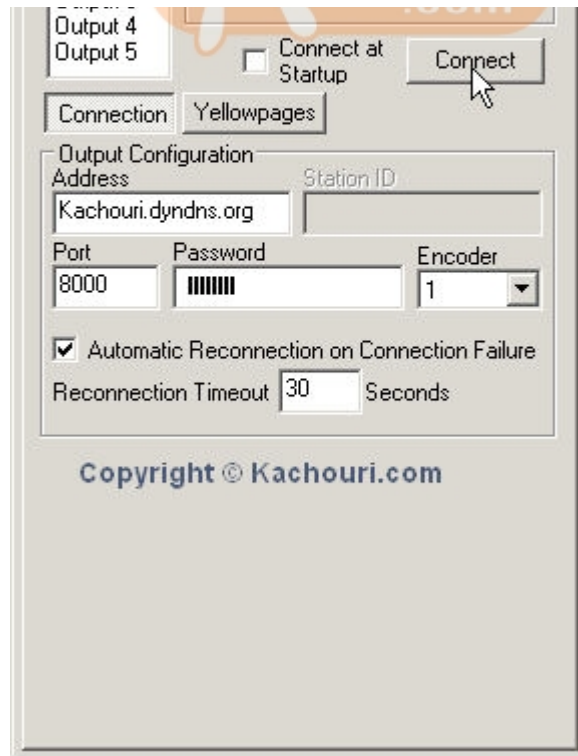 .com
Output 4
Output 5
Connect at
Startup
Connect
Connection
Yellowpages
Output Configuration
Address
Station ID
Kachouri.dyndns.org
Port
Password
Encoder
8000
1
Automatic Reconnection on Connection Failure
Reconnection Timeout 30 Seconds
Copyright © Kachouri.com